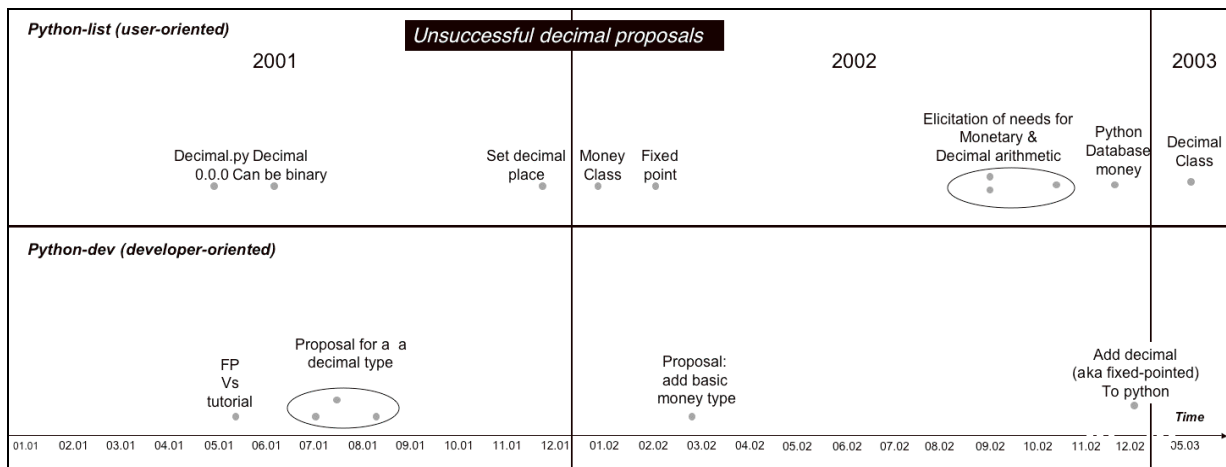 Python-list (user-oriented)
Unsuccessful decimal proposals
2001
2002
2003
Decimal.py Decimal
0.0.0 Can be binary
Set decimal
place
Money
Class
Fixed
point
Elicitation of needs for
Monetary &
Decimal arithmetic
Python
Database
money
Decimal
Class
Python-dev (developer-oriented)
FP
Vs
tutorial
Proposal for a a
decimal type
Proposal:
add basic
money type
Add decimal
(aka fixed-pointed)
To python
Time
01.01 02.01 03.01 04.01 05.01 06.01 07.01 08.01 09.01 10.01 11.01 12.01 01.02 02.02 03.02 04.02 05.02 06.02 07.02 08.02 09.02 10.02 11.02 12.02 05.03